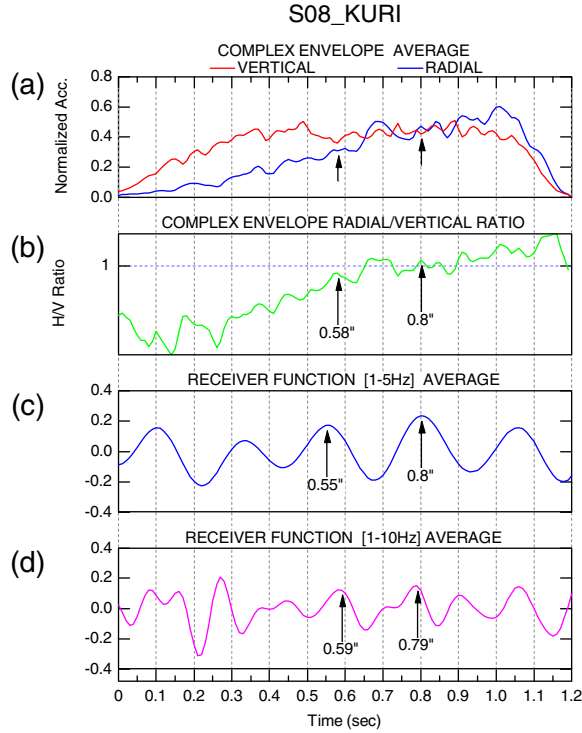 S08_KURI
COMPLEX ENVELOPE AVERAGE
VERTICAL RADIAL
(a)
Normalized Acc.
0.8
0.6
0.4
0.2
0.0
COMPLEX ENVELOPE RADIAL/VERTICAL RATIO
(b)
H/V Ratio
1
0.58"
0.8"
RECEIVER FUNCTION [1-5Hz] AVERAGE
(c)
0.4
0.2
0.0
-0.2
-0.4
0.55"
0.8"
RECEIVER FUNCTION [1-10Hz] AVERAGE
(d)
0.4
0.2
0.0
-0.2
-0.4
0.59"
0.79"
0 0.1 0.2 0.3 0.4 0.5 0.6 0.7 0.8 0.9 1.0 1.1 1.2
Time (sec)